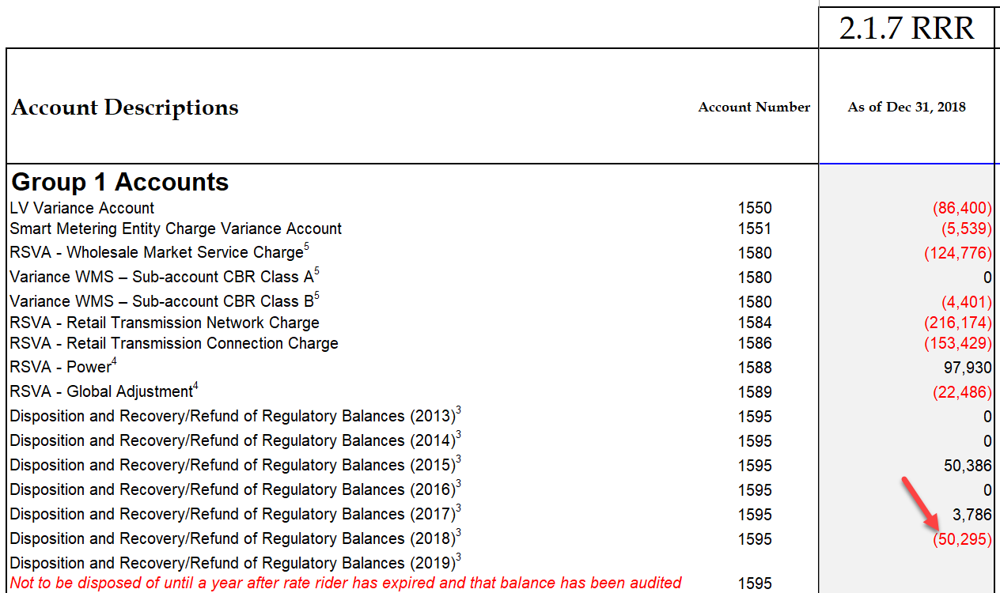 2.1.7 RRR
Account Descriptions Account Number As of Dec 31, 2018
Group 1 Accounts
LV Variance Account 1550 (86,400)
Smart Metering Entity Charge Variance Account 1551 (5,539)
RSVA - Wholesale Market Service Charge5 1580 (124,776)
Variance WMS – Sub-account CBR Class A5 1580 0
Variance WMS – Sub-account CBR Class B5 1580 (4,401)
RSVA - Retail Transmission Network Charge 1584 (216,174)
RSVA - Retail Transmission Connection Charge 1586 (153,429)
RSVA - Power4 1588 97,930
RSVA - Global Adjustment4 1589 (22,486)
Disposition and Recovery/Refund of Regulatory Balances (2013)3 1595 0
Disposition and Recovery/Refund of Regulatory Balances (2014)3 1595 0
Disposition and Recovery/Refund of Regulatory Balances (2015)3 1595 50,386
Disposition and Recovery/Refund of Regulatory Balances (2016)3 1595 0
Disposition and Recovery/Refund of Regulatory Balances (2017)3 1595 3,786
Disposition and Recovery/Refund of Regulatory Balances (2018)3 1595 (50,295)
Disposition and Recovery/Refund of Regulatory Balances (2019)3
Not to be disposed of until a year after rate rider has expired and that balance has been audited 1595